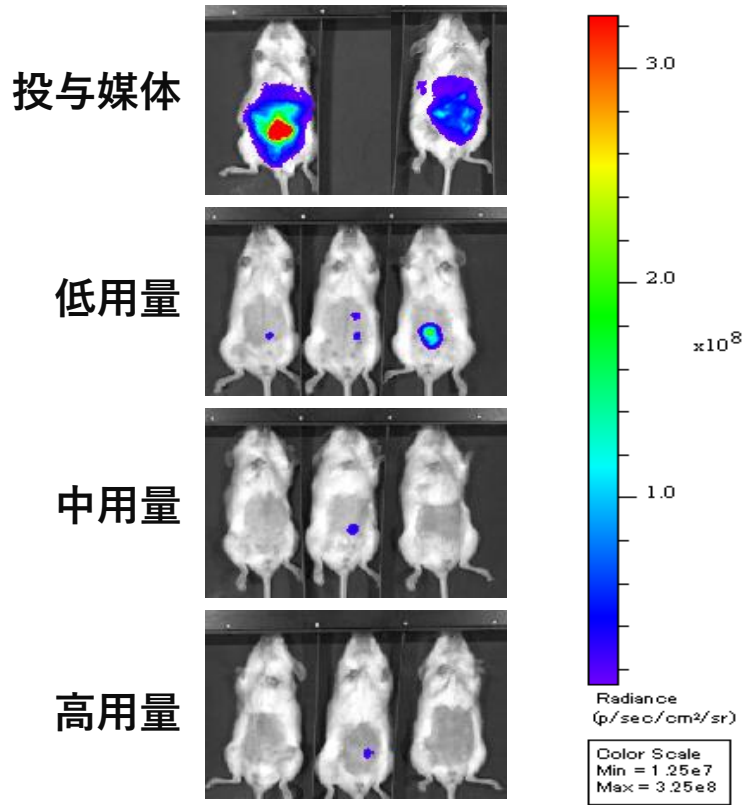 投与媒体
低用量
中用量
高用量
3.0
2.0
x10⁸
1.0
Radiance
(p/sec/cm²/sr)
Color Scale
Min = 1.25e7
Max = 3.25e8